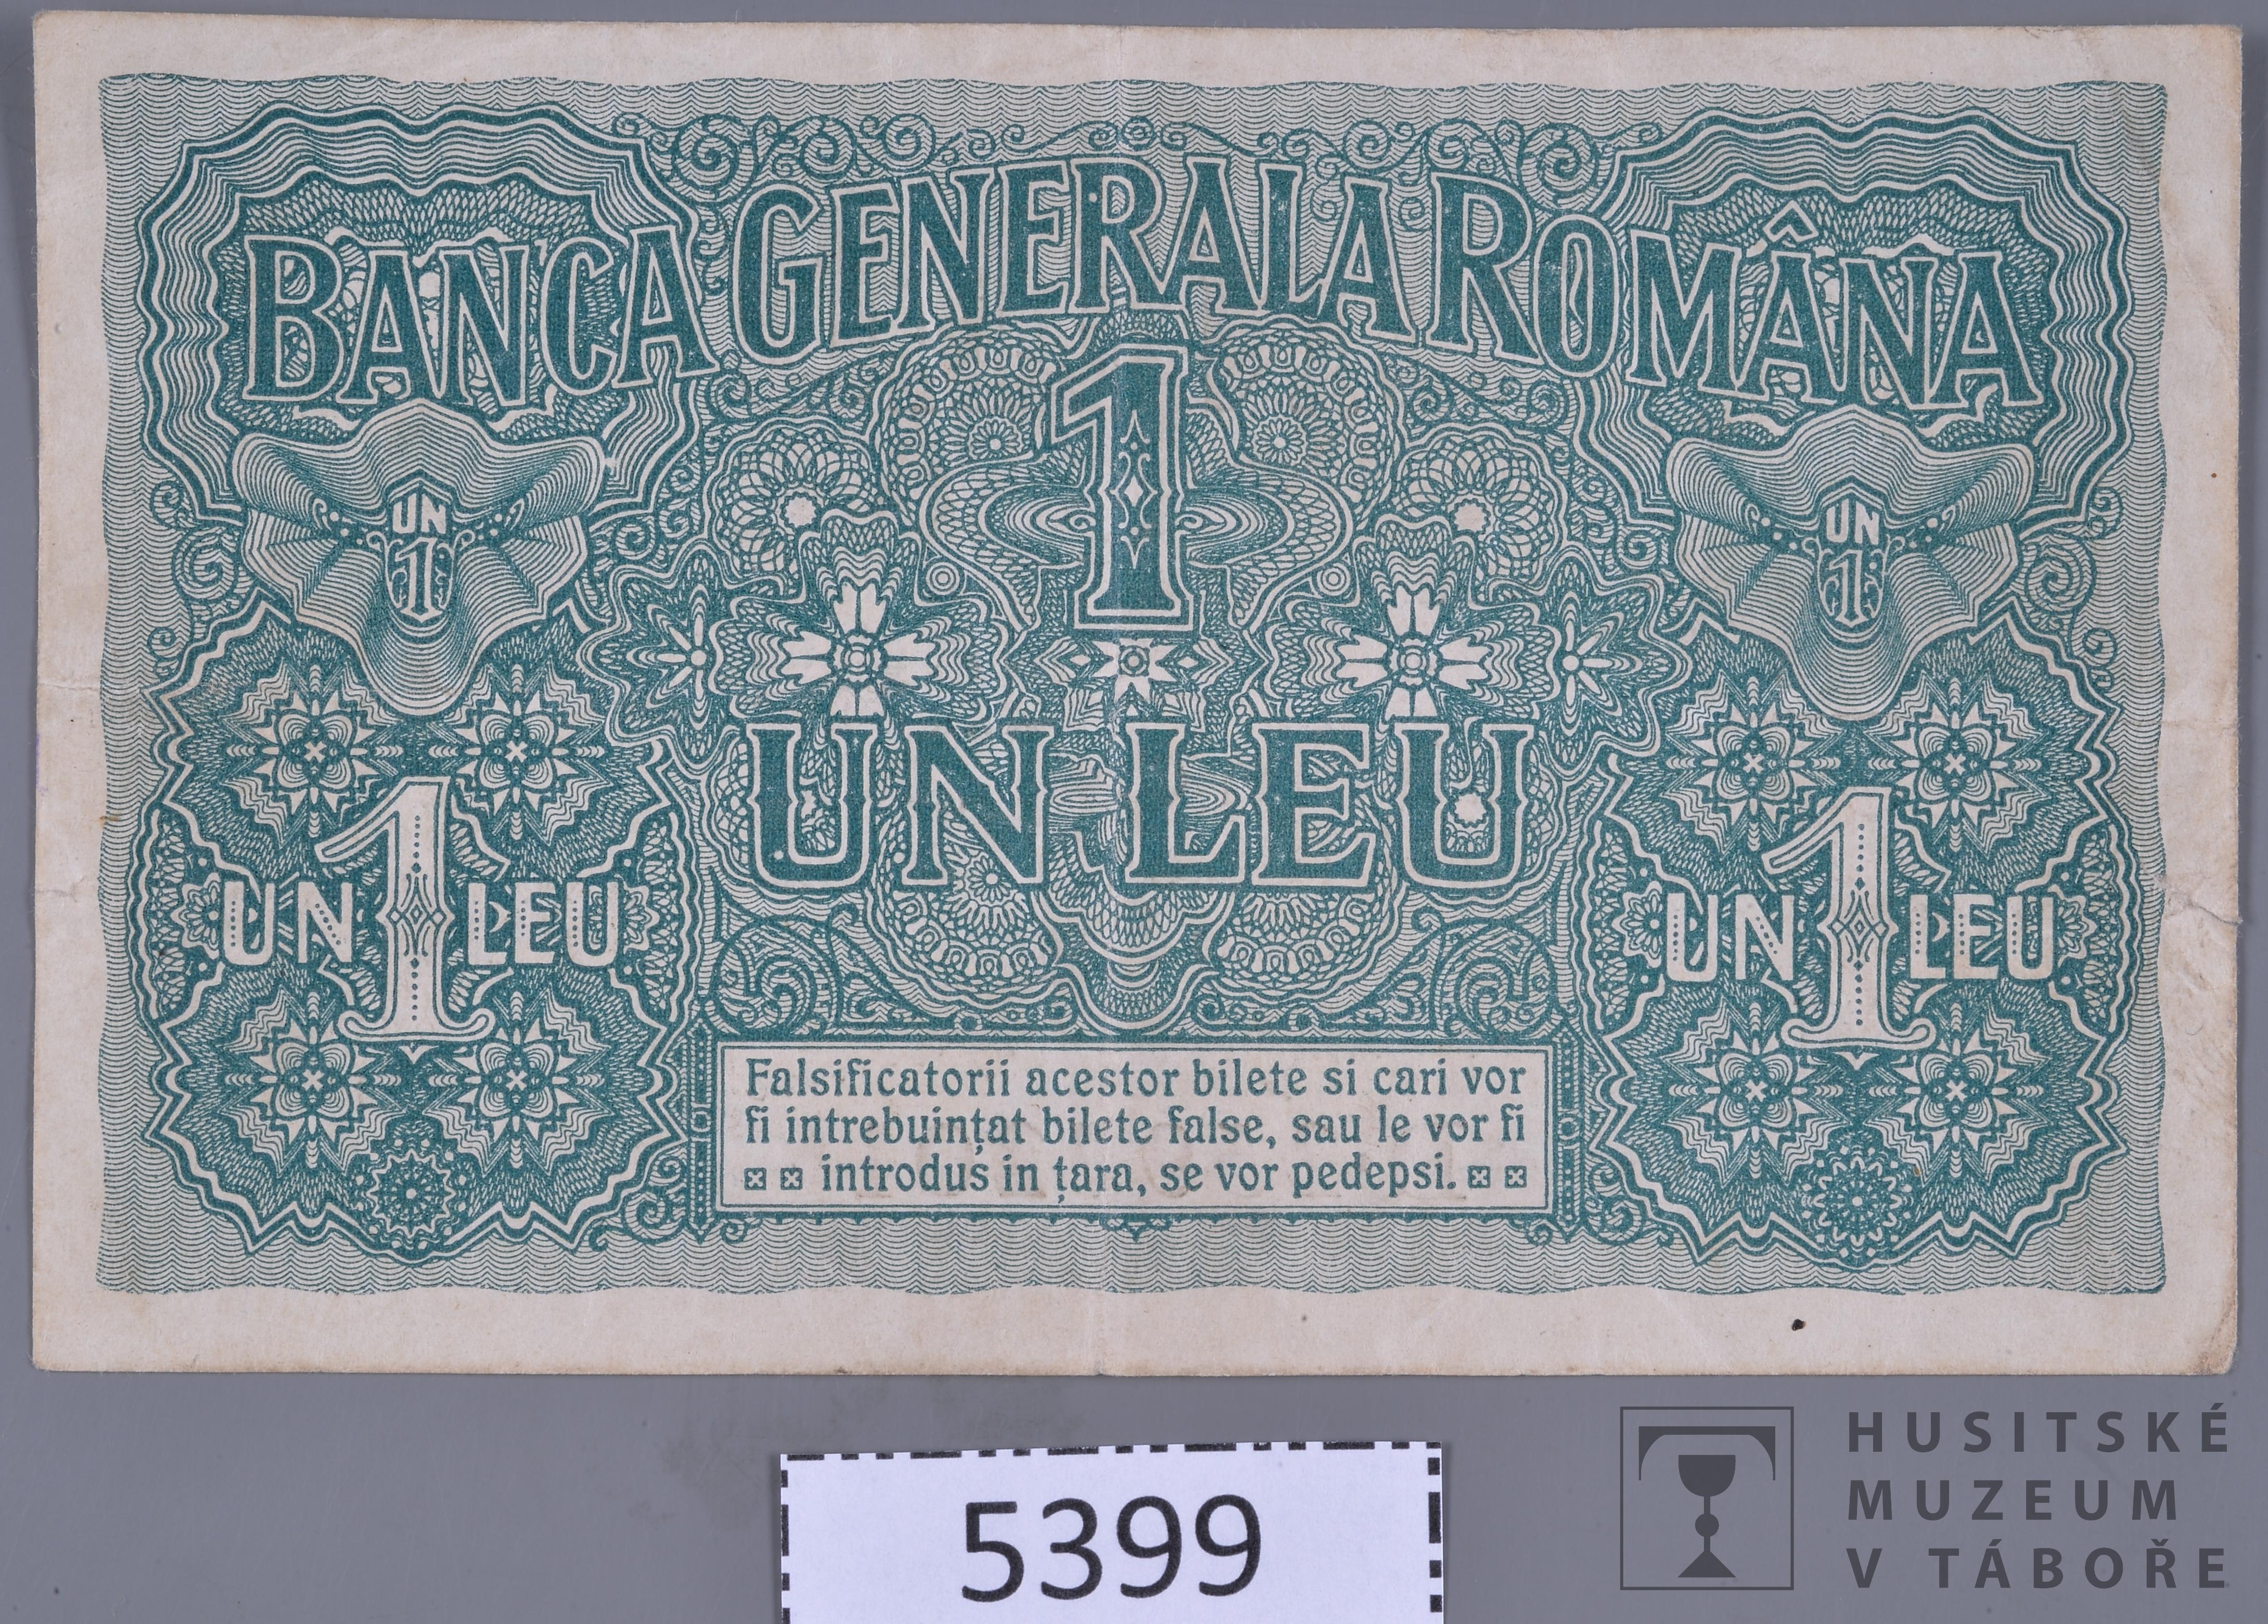 BANCA GENERALA ROMÂNA
UN
1
UN
1
1
UN LEU
UN 1 LEU
UN 1 LEU
Falsificatorii acestor bilete si cari vor
fi intrebuințat bilete false, sau le vor fi
introdus in țara, se vor pedepsi.
5399
HUSITSKÉ
MUZEUM
V TÁBOŘE